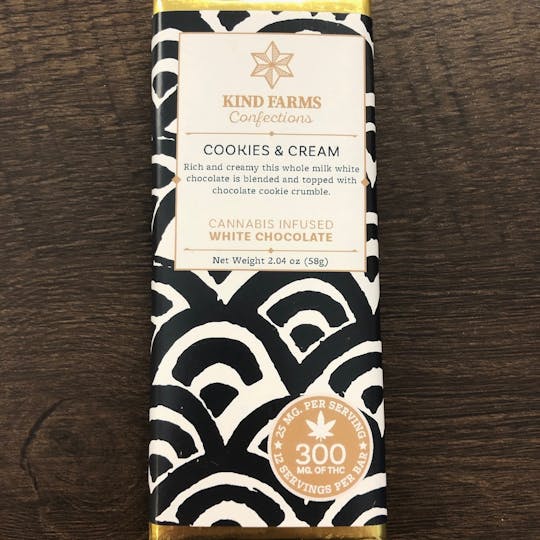 KIND FARMS
Confections
COOKIES & CREAM
Rich and creamy this whole milk white
chocolate is blended and topped with
chocolate cookie crumble.
CANNABIS INFUSED
WHITE CHOCOLATE
Net Weight 2.04 oz (58g)
25 MG. PER SERVING
300
MG. OF THC
12 SERVINGS PER BAR